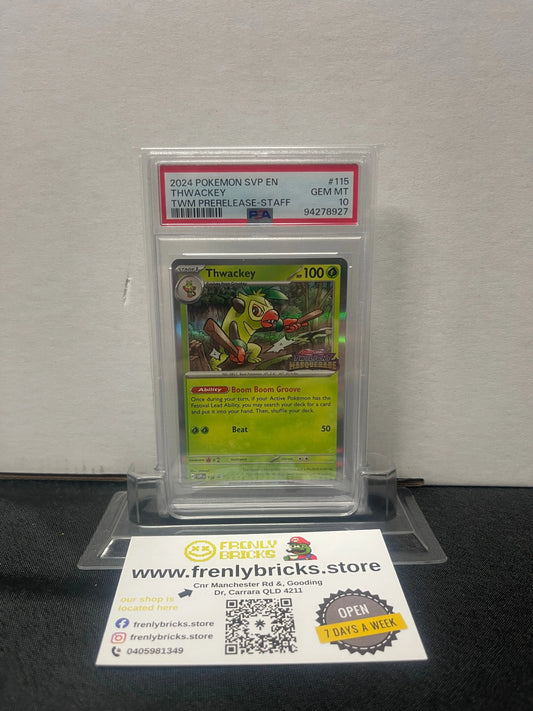 2024 POKEMON SVP EN #115
THWACKEY GEM MT
TWM PRERELEASE-STAFF 10
PSA 94278927
STAGE 1
Thwackey HP 100
MASQUERADE
Ability Boom Boom Groove
Once during your turn, if your Active Pokémon has the
Festival Lead Ability, you may search your deck for a card
and put it into your hand. Then, shuffle your deck.
Beat 50
FRENLY
BRICKS
www.frenlybricks.store
Cnr Manchester Rd &, Gooding
Dr, Carrara QLD 4211
our shop is
located here
frenlybricks.store
frenlybricks.store
0405981349
OPEN
7 DAYS A WEEK